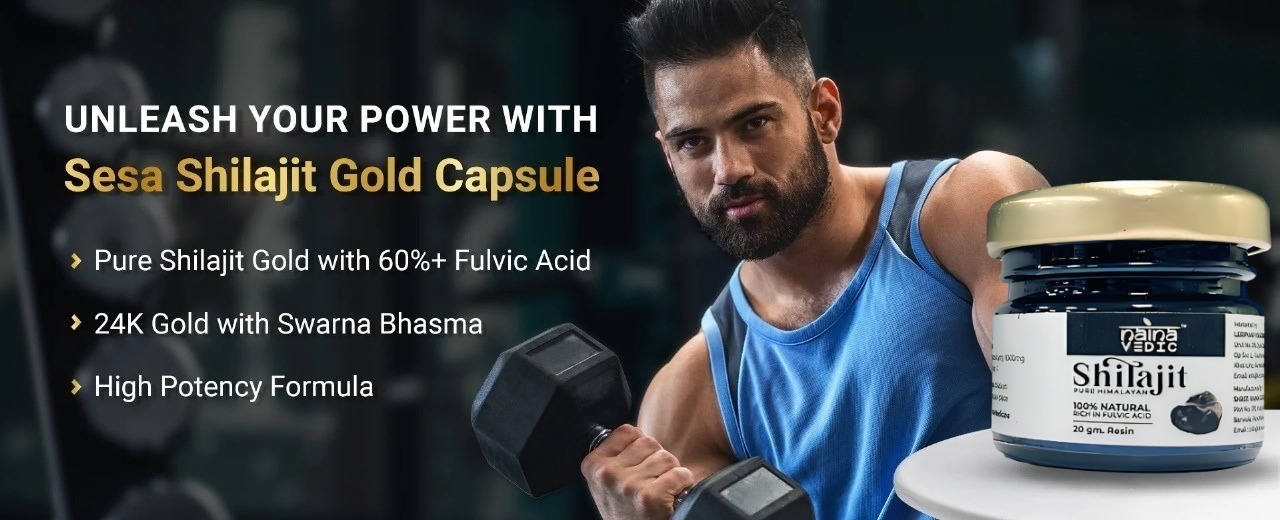 UNLEASH YOUR POWER WITH
Sesa Shilajit Gold Capsule
Pure Shilajit Gold with 60%+ Fulvic Acid
24K Gold with Swarna Bhasma
High Potency Formula
naina
VEDIC
Shilajit
PURE HIMALAYAN
100% NATURAL
RICH IN FULVIC ACID
20 gm. Resin